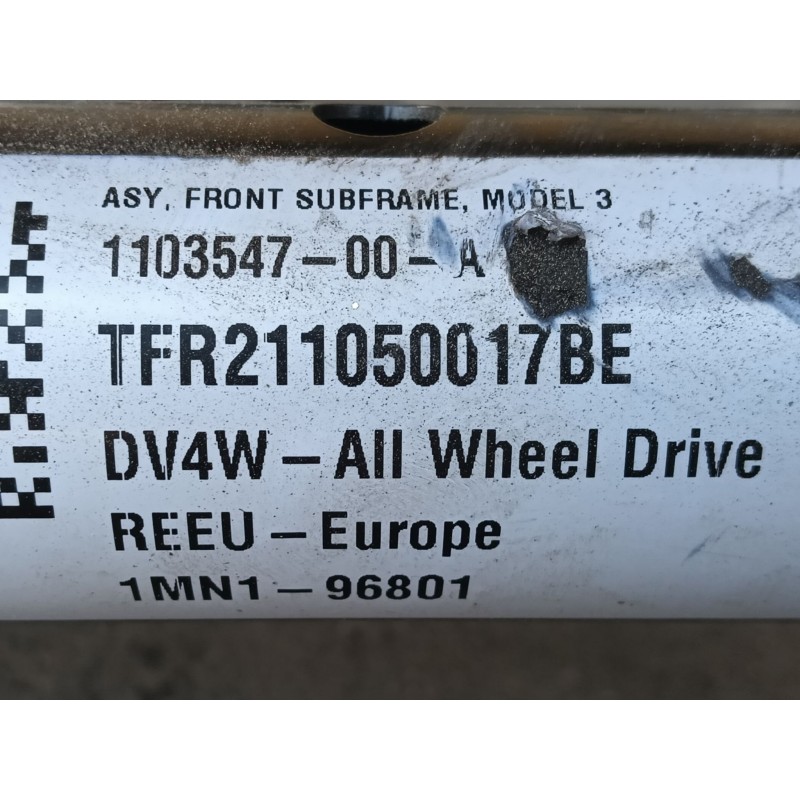 ASY, FRONT SUBFRAME, MODEL 3
1103547-00-A
TFR211050017BE
DV4W-All Wheel Drive
REEU-Europe
1MN1-96801